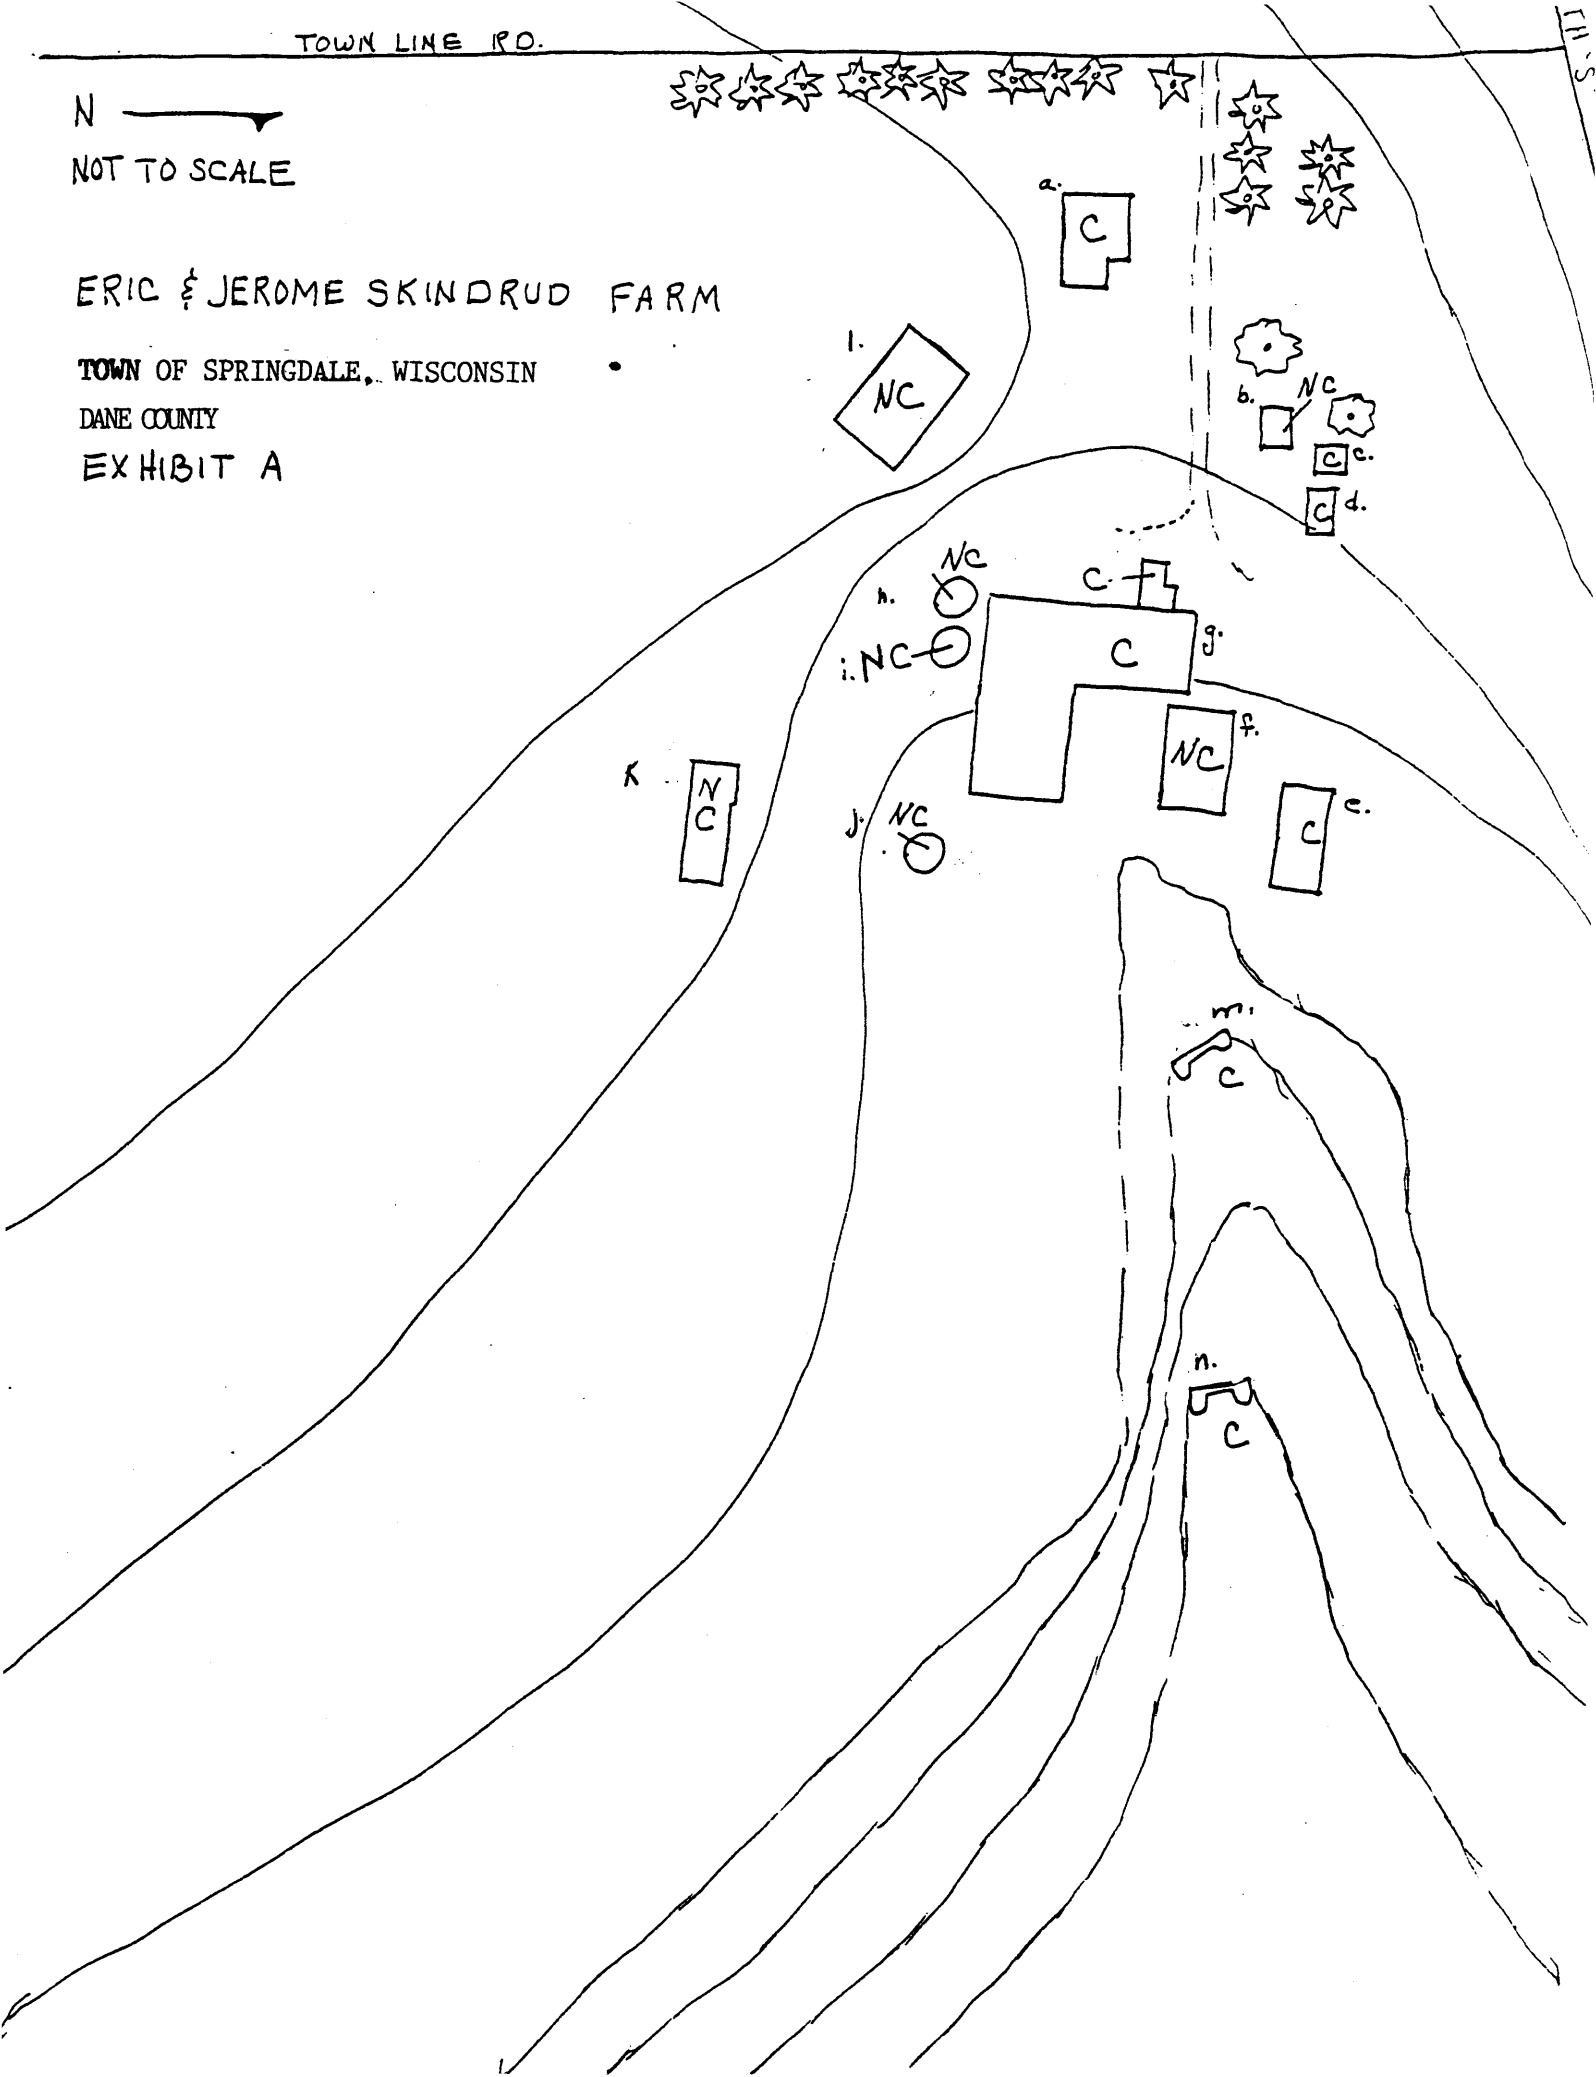 TOWN LINE RD.
TH "S"
N
NOT TO SCALE
a.
C
ERIC & JEROME SKINDRUD FARM
l.
NC
TOWN OF SPRINGDALE, WISCONSIN
b.
NC
DANE COUNTY
C
c.
EXHIBIT A
C
d.
NC
h.
C
i. NC
C
g.
f.
NC
K
N
C
j.
NC
e.
C
m.
C
n.
C